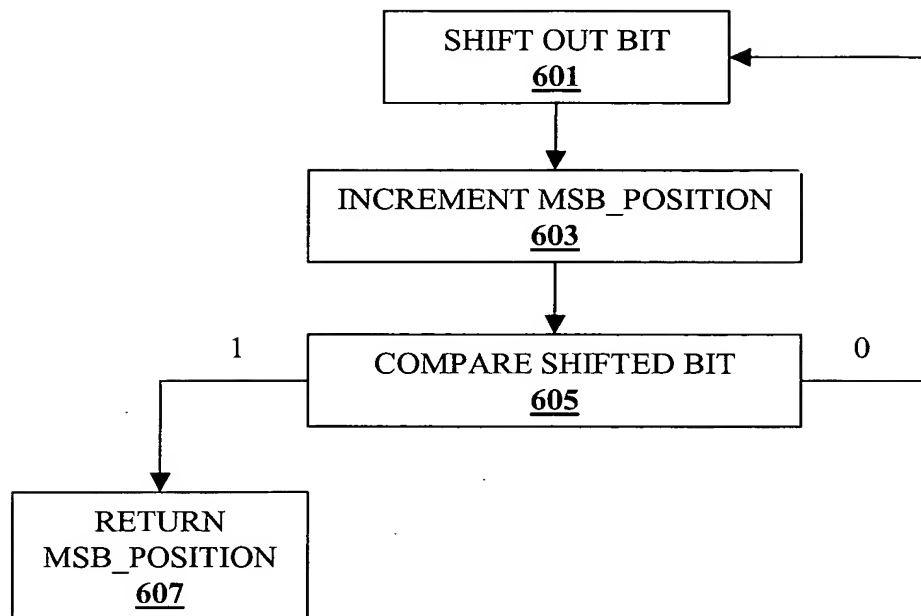 SHIFT OUT BIT
601
INCREMENT MSB_POSITION
603
1
0
COMPARE SHIFTED BIT
605
RETURN
MSB_POSITION
607